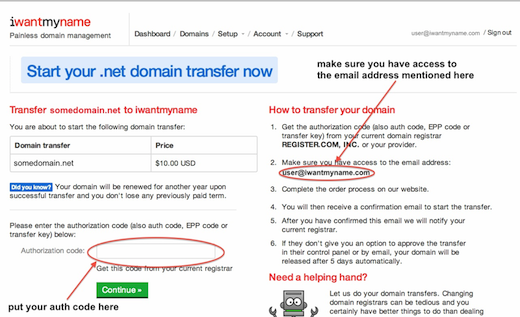 iwantmyname
Painless domain management
Dashboard / Domains / Setup / Account / Support
user@iwantmyname.com / Sign out
Start your .net domain transfer now
make sure you have access to
the email address mentioned here
Transfer somedomain.net to iwantmyname
You are about to start the following domain transfer:
Domain transfer Price
somedomain.net $10.00 USD
Did you know? Your domain will be renewed for another year upon
successful transfer and you don't lose any previously paid term.
Please enter the authorization code (also auth code, EPP code or
transfer key) below:
Authorization code:
Get this code from your current registrar
Continue »
put your auth code here
How to transfer your domain
1. Get the authorization code (also auth code, EPP code or
transfer key) from your current domain registrar
REGISTER.COM, INC. or your provider.
2. Make sure you have access to the email address:
user@iwantmyname.com
3. Complete the order process on our website.
4. You will then receive a confirmation email to start the transfer.
5. After you have confirmed this email we will notify your
current registrar.
6. If they don't give you an option to approve the transfer
in their control panel or by email, your domain will be
released after 5 days automatically.
Need a helping hand?
Let us do your domain transfers. Changing
domain registrars can be tedious and you
certainly have better things to do than dealing